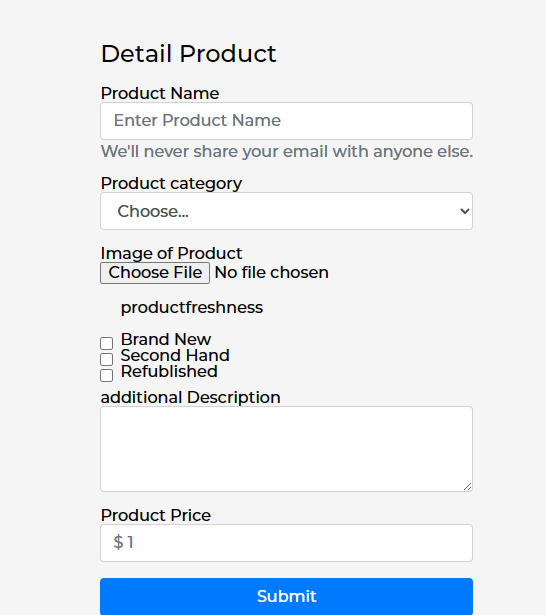 Detail Product
Product Name
Enter Product Name
We'll never share your email with anyone else.
Product category
Choose...
Image of Product
Choose File No file chosen
productfreshness
Brand New
Second Hand
Refublished
additional Description
Product Price
$ 1
Submit